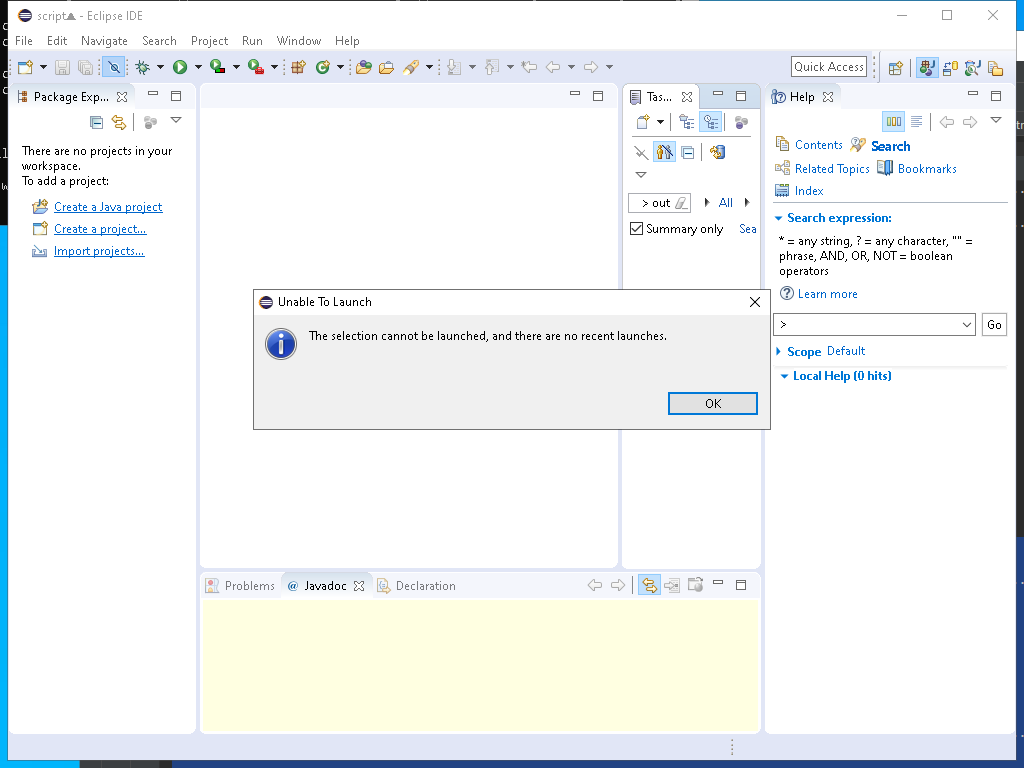 script▲ - Eclipse IDE
File Edit Navigate Search Project Run Window Help
Quick Access
Package Exp...
There are no projects in your
workspace.
To add a project:
Create a Java project
Create a project...
Import projects...
Tas...
> out
All
Summary only Sea
Help
Contents Search
Related Topics Bookmarks
Index
Search expression:
* = any string, ? = any character, "" =
phrase, AND, OR, NOT = boolean
operators
Learn more
> Go
Scope Default
Local Help (0 hits)
Unable To Launch
The selection cannot be launched, and there are no recent launches.
OK
Problems @ Javadoc Declaration